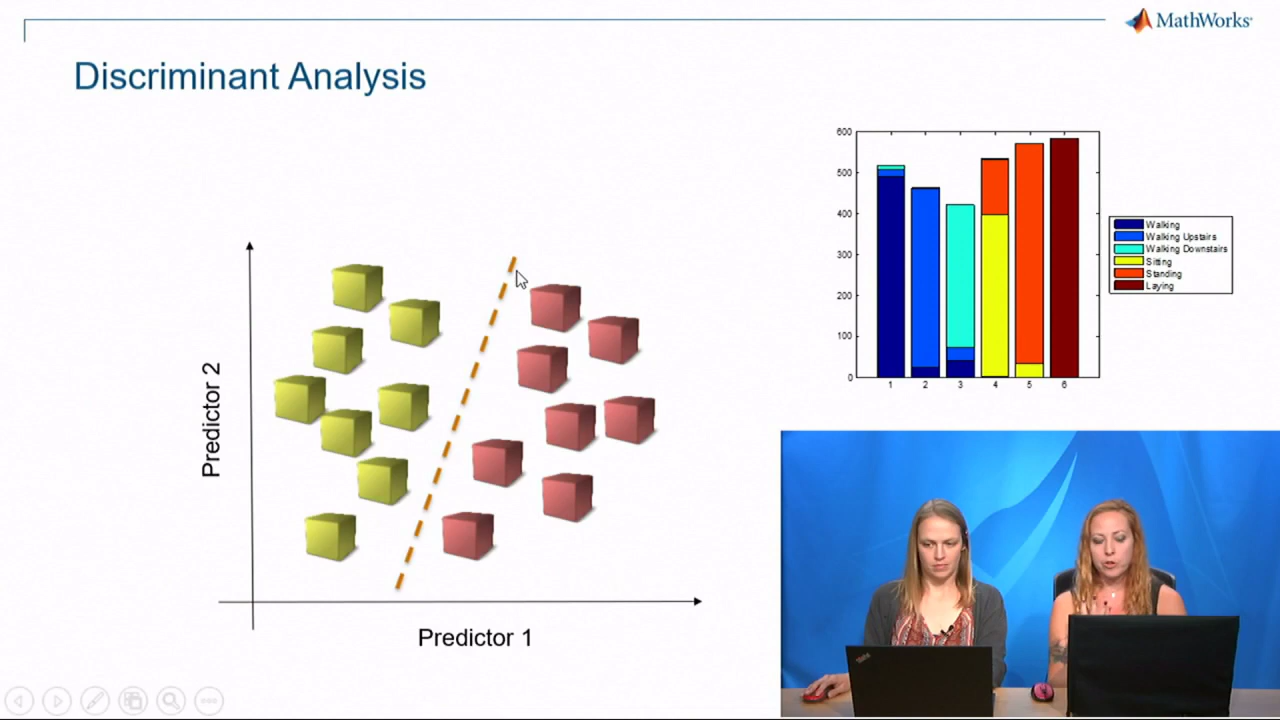 MathWorks
Discriminant Analysis
Predictor 2
Predictor 1
600
500
400
300
200
100
0
1 2 3 4 5 6
Walking
Walking Upstairs
Walking Downstairs
Sitting
Standing
Laying